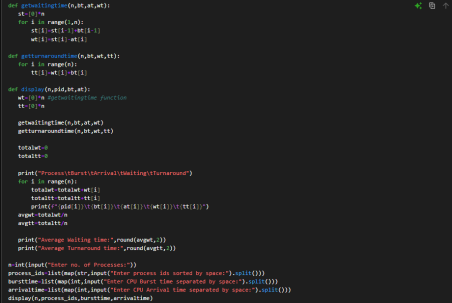 def getwaitingtime(n,bt,at,wt):
    st=[0]*n
    for i in range(1,n):
        st[i]=st[i-1]+bt[i-1]
        wt[i]=st[i]-at[i]

def getturnaroundtime(n,bt,wt,tt):
    for i in range(n):
        tt[i]=wt[i]+bt[i]

def display(n,pid,bt,at):
    wt=[0]*n #getwaitingtime function
    tt=[0]*n

    getwaitingtime(n,bt,at,wt)
    getturnaroundtime(n,bt,wt,tt)

    totalwt=0
    totaltt=0

    print("Process\tBurst\tArrival\tWaiting\tTurnaround")
    for i in range(n):
        totalwt=totalwt+wt[i]
        totaltt=totaltt+tt[i]
        print(f"{pid[i]}\t{bt[i]}\t{at[i]}\t{wt[i]}\t{tt[i]}")
    avgwt=totalwt/n
    avgtt=totaltt/n

    print("Average Waiting time:",round(avgwt,2))
    print("Average Turnaround time:",round(avgtt,2))

n=int(input("Enter no. of Processes:"))
process_ids=list(map(str,input("Enter process ids sorted by space:").split()))
bursttime=list(map(int,input("Enter CPU Burst time separated by space:").split()))
arrivaltime=list(map(int,input("Enter CPU Arrival time separated by space:").split()))
display(n,process_ids,bursttime,arrivaltime)